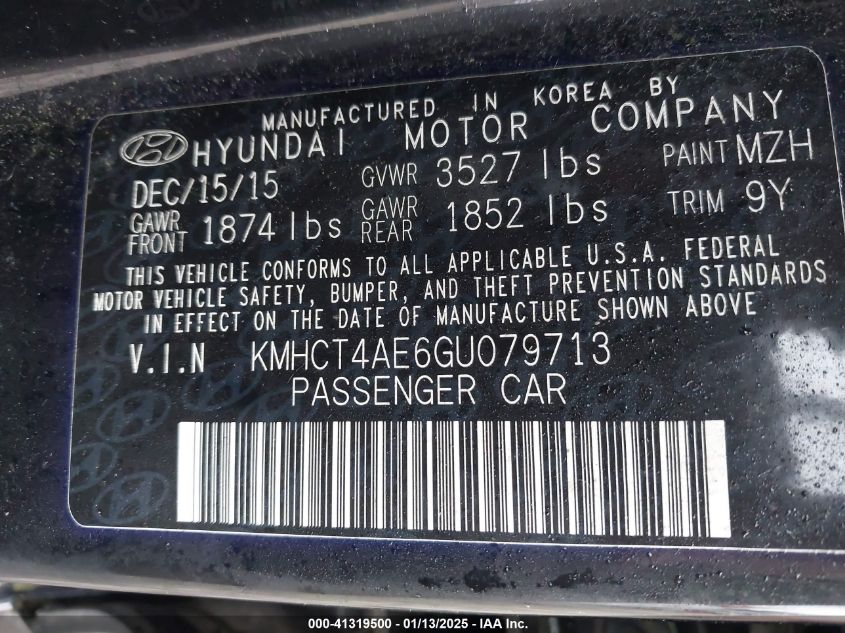 MANUFACTURED IN KOREA BY
HYUNDAI MOTOR COMPANY
DEC/15/15 GVWR 3527 lbs PAINT MZH
GAWR FRONT 1874 lbs GAWR REAR 1852 lbs TRIM 9Y
THIS VEHICLE CONFORMS TO ALL APPLICABLE U.S.A. FEDERAL
MOTOR VEHICLE SAFETY, BUMPER, AND THEFT PREVENTION STANDARDS
IN EFFECT ON THE DATE OF MANUFACTURE SHOWN ABOVE
V.I.N KMHCT4AE6GU079713
PASSENGER CAR
000-41319500 - 01/13/2025 - IAA Inc.